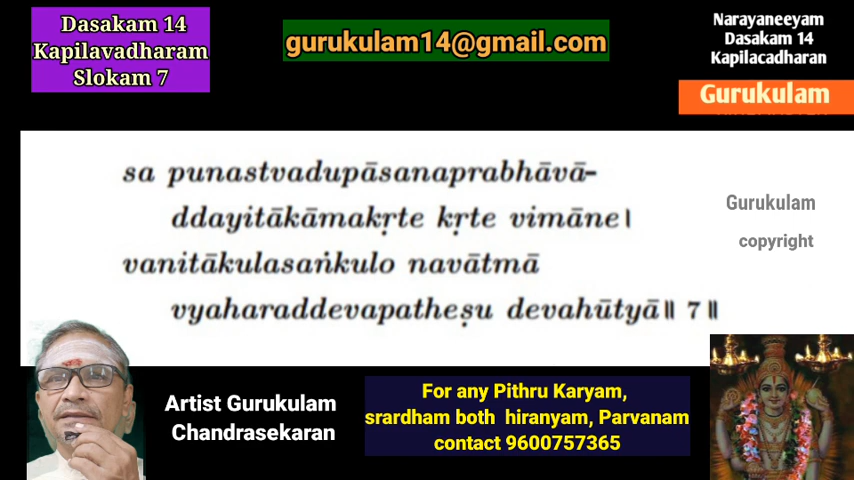 Dasakam 14
Kapilavadharam
Slokam 7
gurukulam14@gmail.com
Narayaneeyam
Dasakam 14
Kapilacadharan
Gurukulam
sa punastvadupāsanaprabhāvā-
ddayitākāmakṛte kṛte vimāne।
vanitākulasaṅkulo navātmā
vyaharaddevapatheṣu devahūtyā॥ 7॥
Gurukulam
copyright
Artist Gurukulam
Chandrasekaran
For any Pithru Karyam,
srardham both hiranyam, Parvanam
contact 9600757365